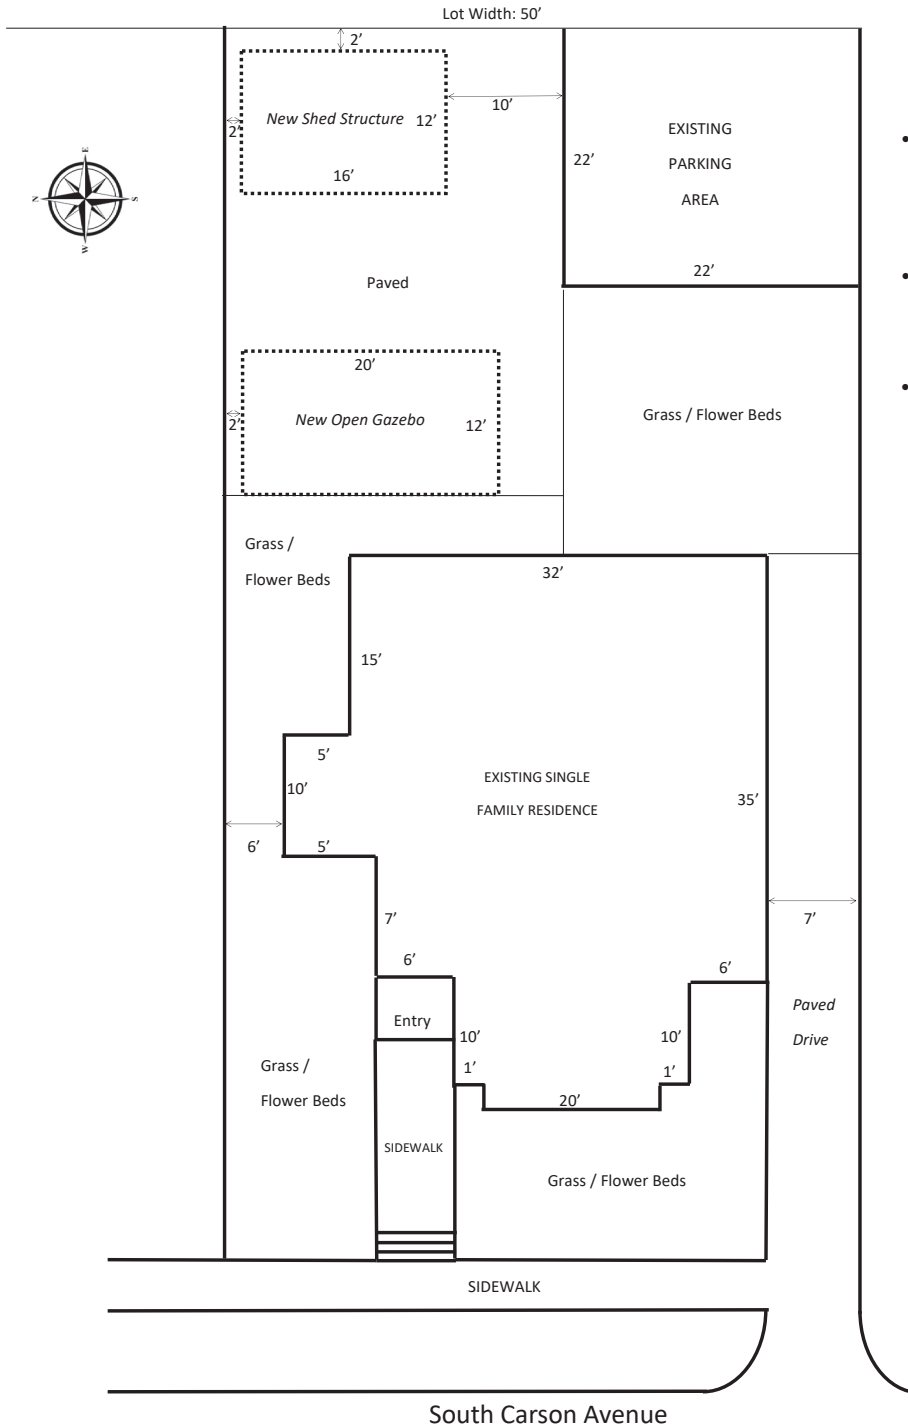 Lot Width: 50’
2’
New Shed Structure
12’
2’
16’
10’
22’
EXISTING
PARKING
AREA
22’
E
N
S
W
Paved
20’
New Open Gazebo
12’
2’
Grass / Flower Beds
Grass /
Flower Beds
32’
15’
5’
10’
EXISTING SINGLE
FAMILY RESIDENCE
35’
6’
5’
7’
7’
6’
6’
Entry
10’
10’
1’
1’
20’
Paved
Drive
Grass /
Flower Beds
SIDEWALK
Grass / Flower Beds
SIDEWALK
South Carson Avenue